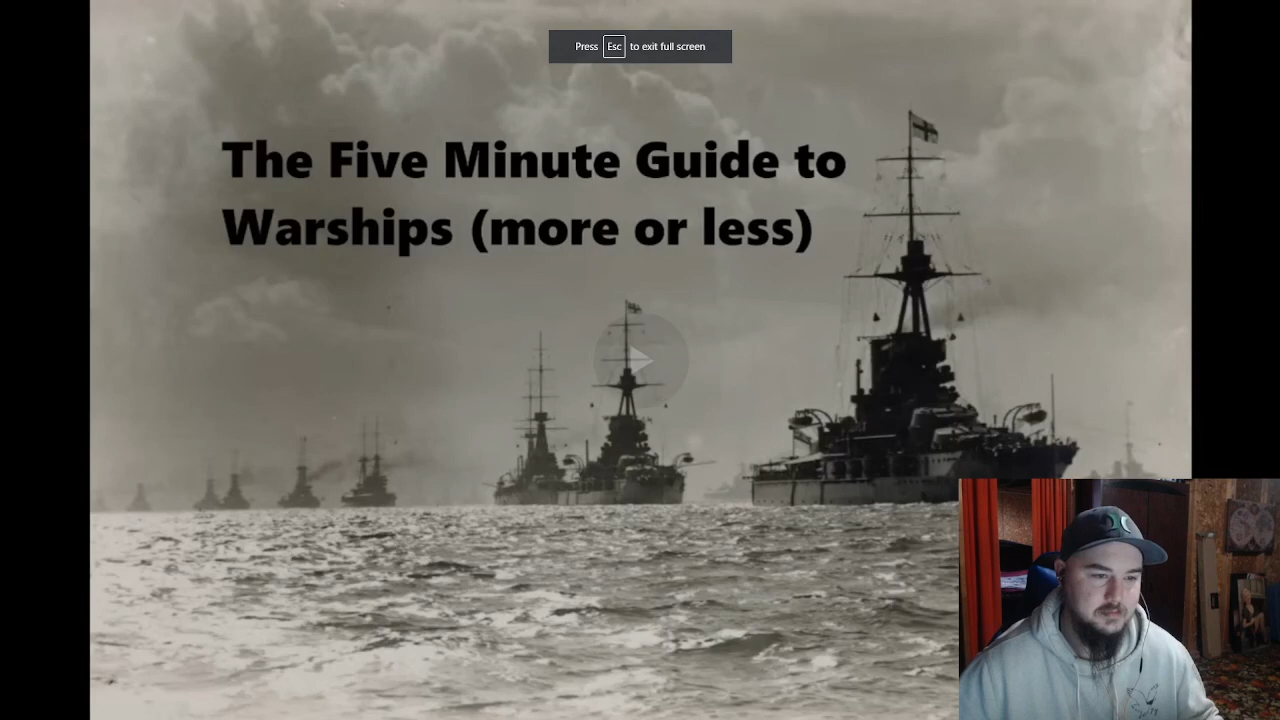 Press Esc to exit full screen
The Five Minute Guide to
Warships (more or less)